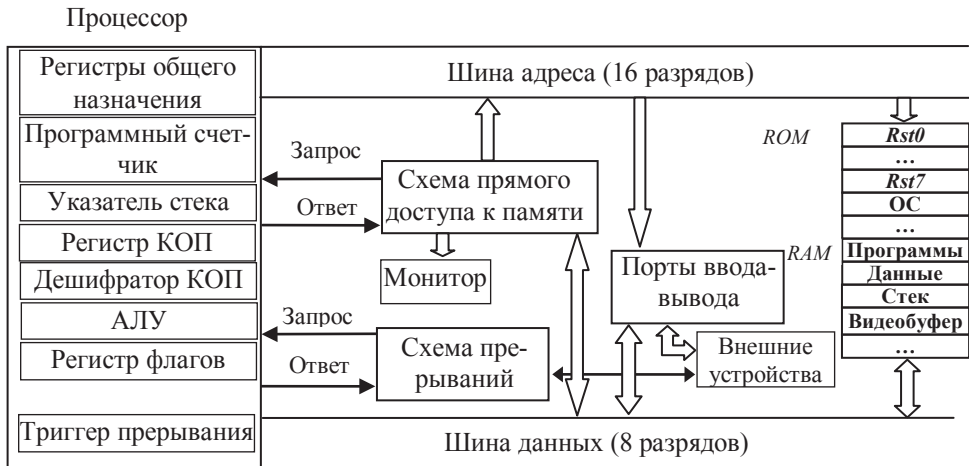 Процессор
Регистры общего
назначения
Программный счет-
чик
Указатель стека
Регистр КОП
Дешифратор КОП
АЛУ
Регистр флагов
Триггер прерывания
Шина адреса (16 разрядов)
Запрос
Ответ
Схема прямого
доступа к памяти
Монитор
Запрос
Ответ
Схема пре-
рываний
Порты ввода-
вывода
Внешние
устройства
ROM
RAM
Rst0
...
Rst7
ОС
...
Программы
Данные
Стек
Видеобуфер
...
Шина данных (8 разрядов)